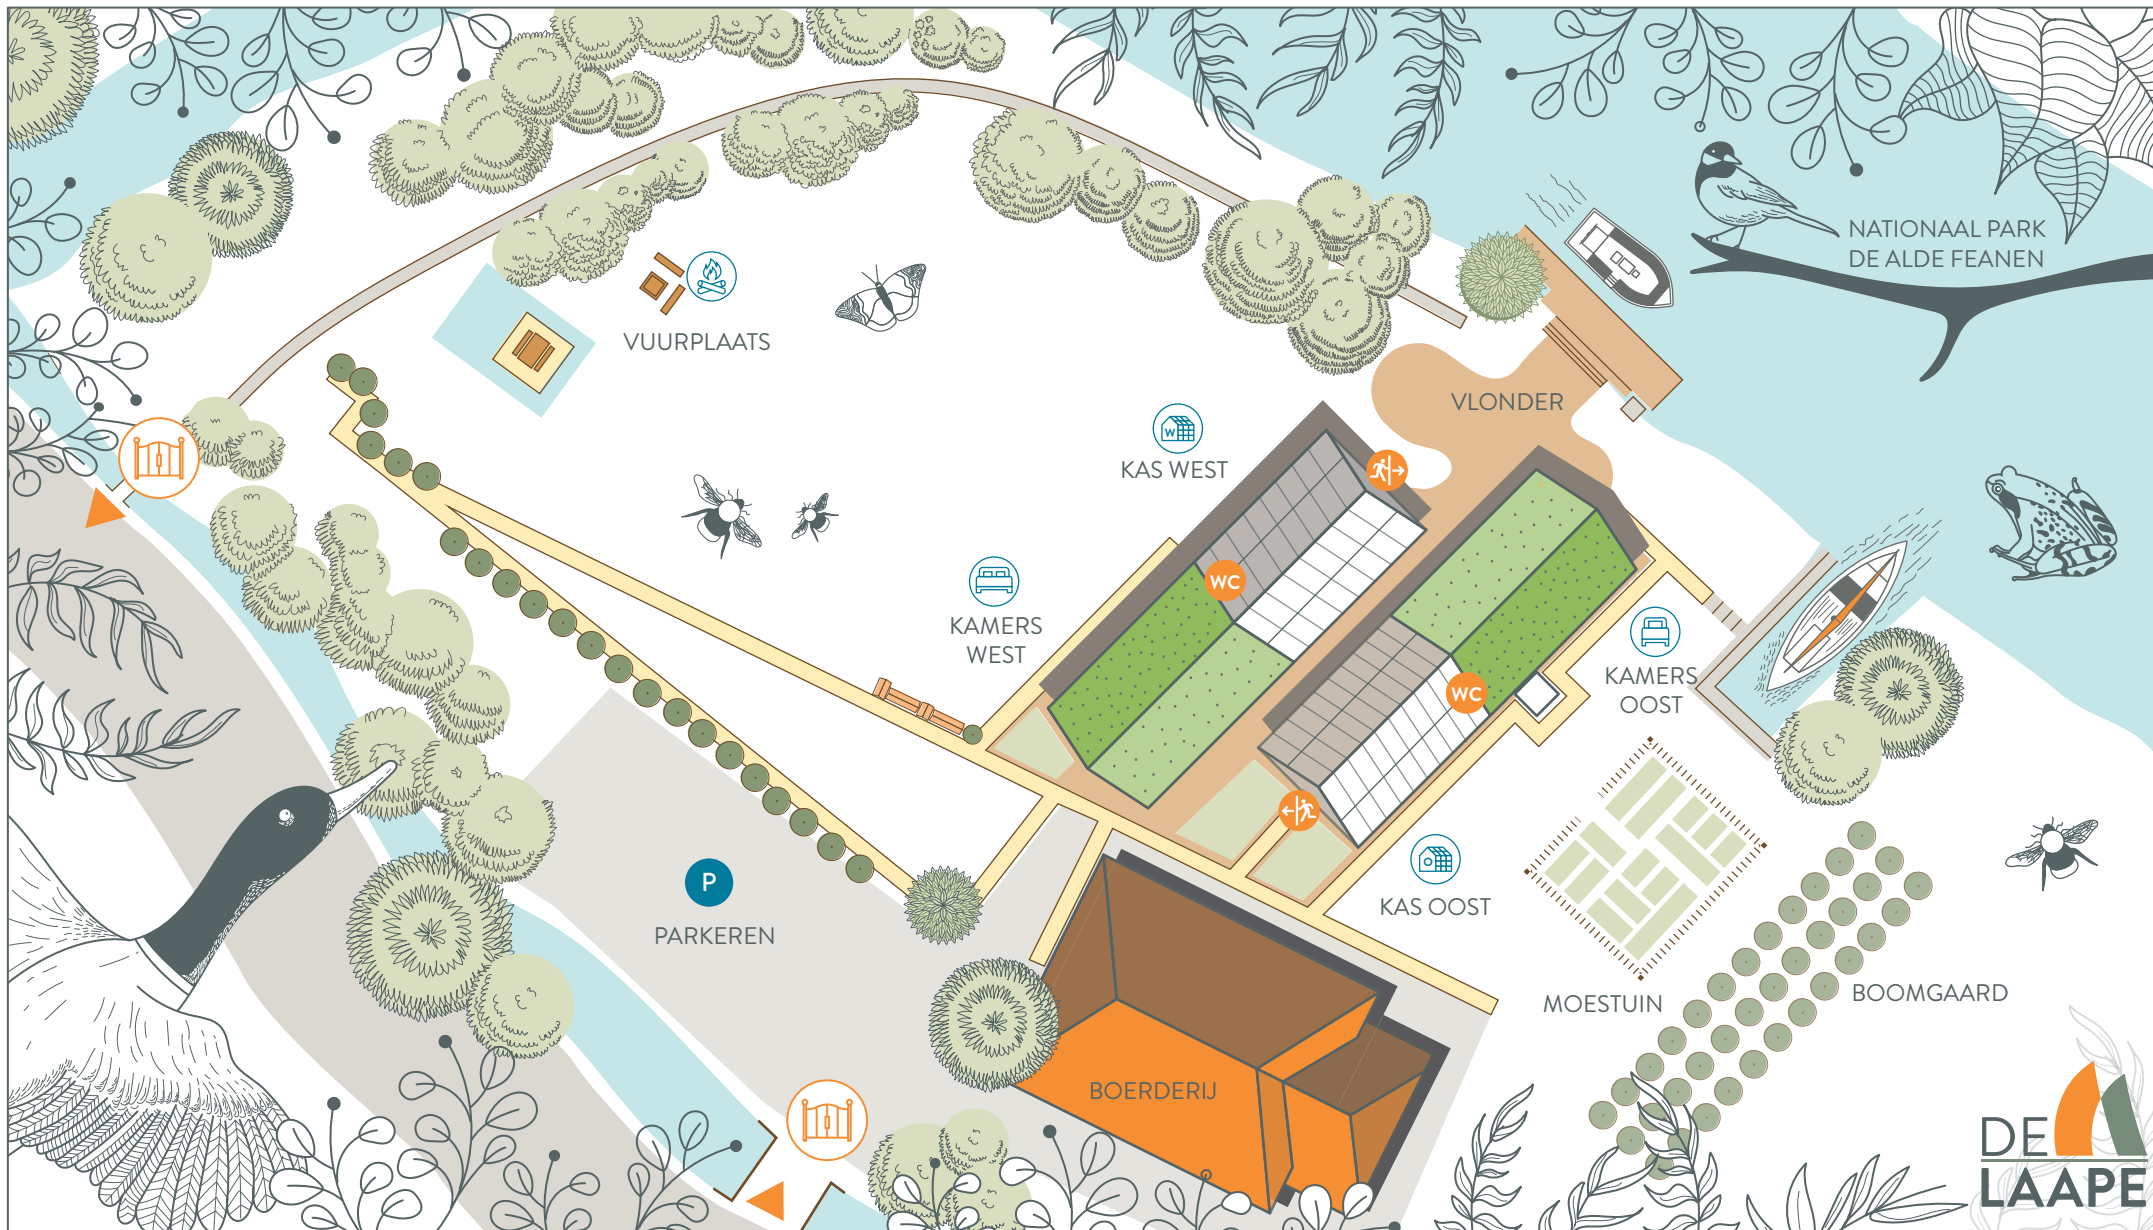 NATIONAAL PARK
DE ALDE FEANEN
VUURPLAATS
VLONDER
W
KAS WEST
WC
KAMERS
WEST
KAMERS
OOST
WC
P
PARKEREN
KAS OOST
MOESTUIN
BOOMGAARD
BOERDERIJ
DE
LAAPE